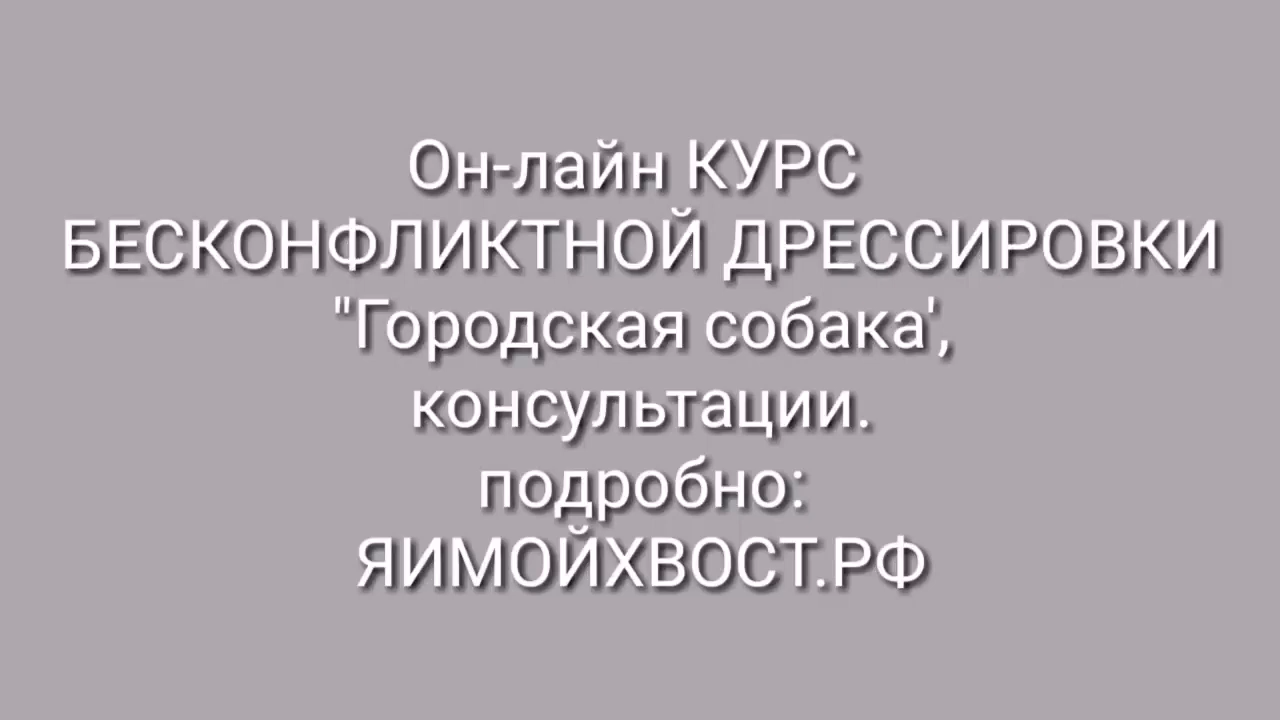 Он-лайн КУРС
БЕСКОНФЛИКТНОЙ ДРЕССИРОВКИ
"Городская собака',
консультации.
подробно:
ЯИМОЙХВОСТ.РФ